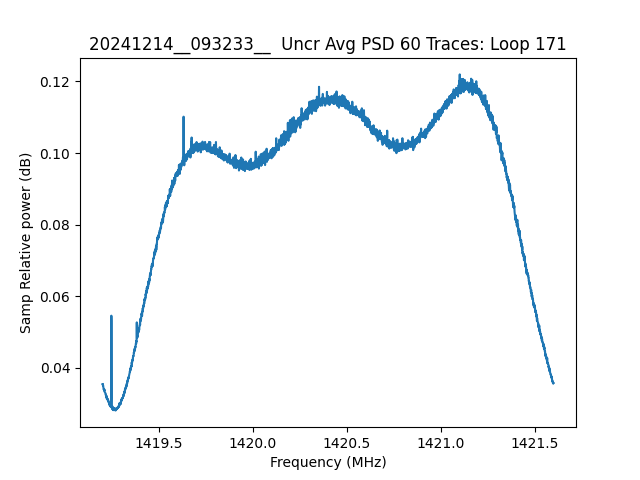 20241214__093233__  Uncr Avg PSD 60 Traces: Loop 171
0.12
0.10
0.08
0.06
0.04
Samp Relative power (dB)
1419.5 1420.0 1420.5 1421.0 1421.5
Frequency (MHz)